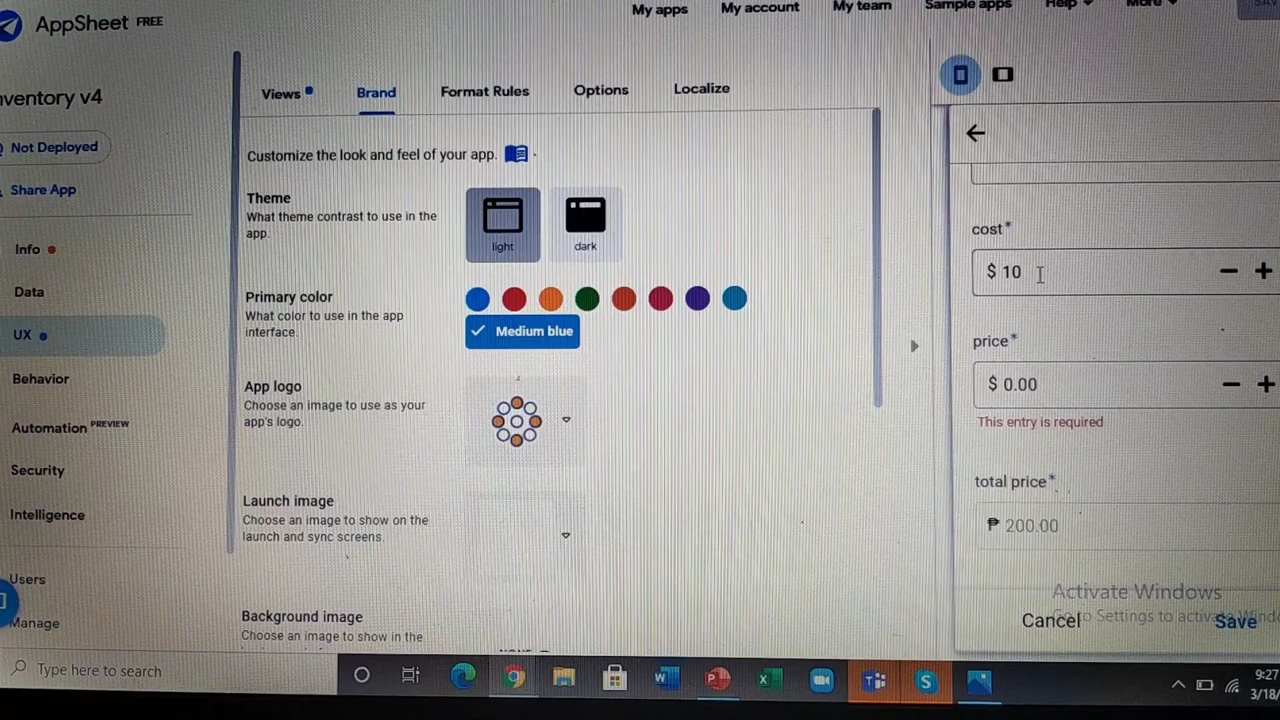 AppSheet FREE
My apps
My account
My team
Sample apps
Help
More
nventory v4
Not Deployed
Share App
Info
Data
UX
Behavior
Automation PREVIEW
Security
Intelligence
Users
Manage
Views
Brand
Format Rules
Options
Localize
Customize the look and feel of your app.
Theme
What theme contrast to use in the
app.
light
dark
Primary color
What color to use in the app
interface.
Medium blue
App logo
Choose an image to use as your
app's logo.
Launch image
Choose an image to show on the
launch and sync screens.
Background image
Choose an image to show in the
cost*
$ 10
price*
$ 0.00
This entry is required
total price*
₱ 200.00
Activate Windows
Go to Settings to activate Windo
Cancel
Save
Type here to search
9:27
3/18/